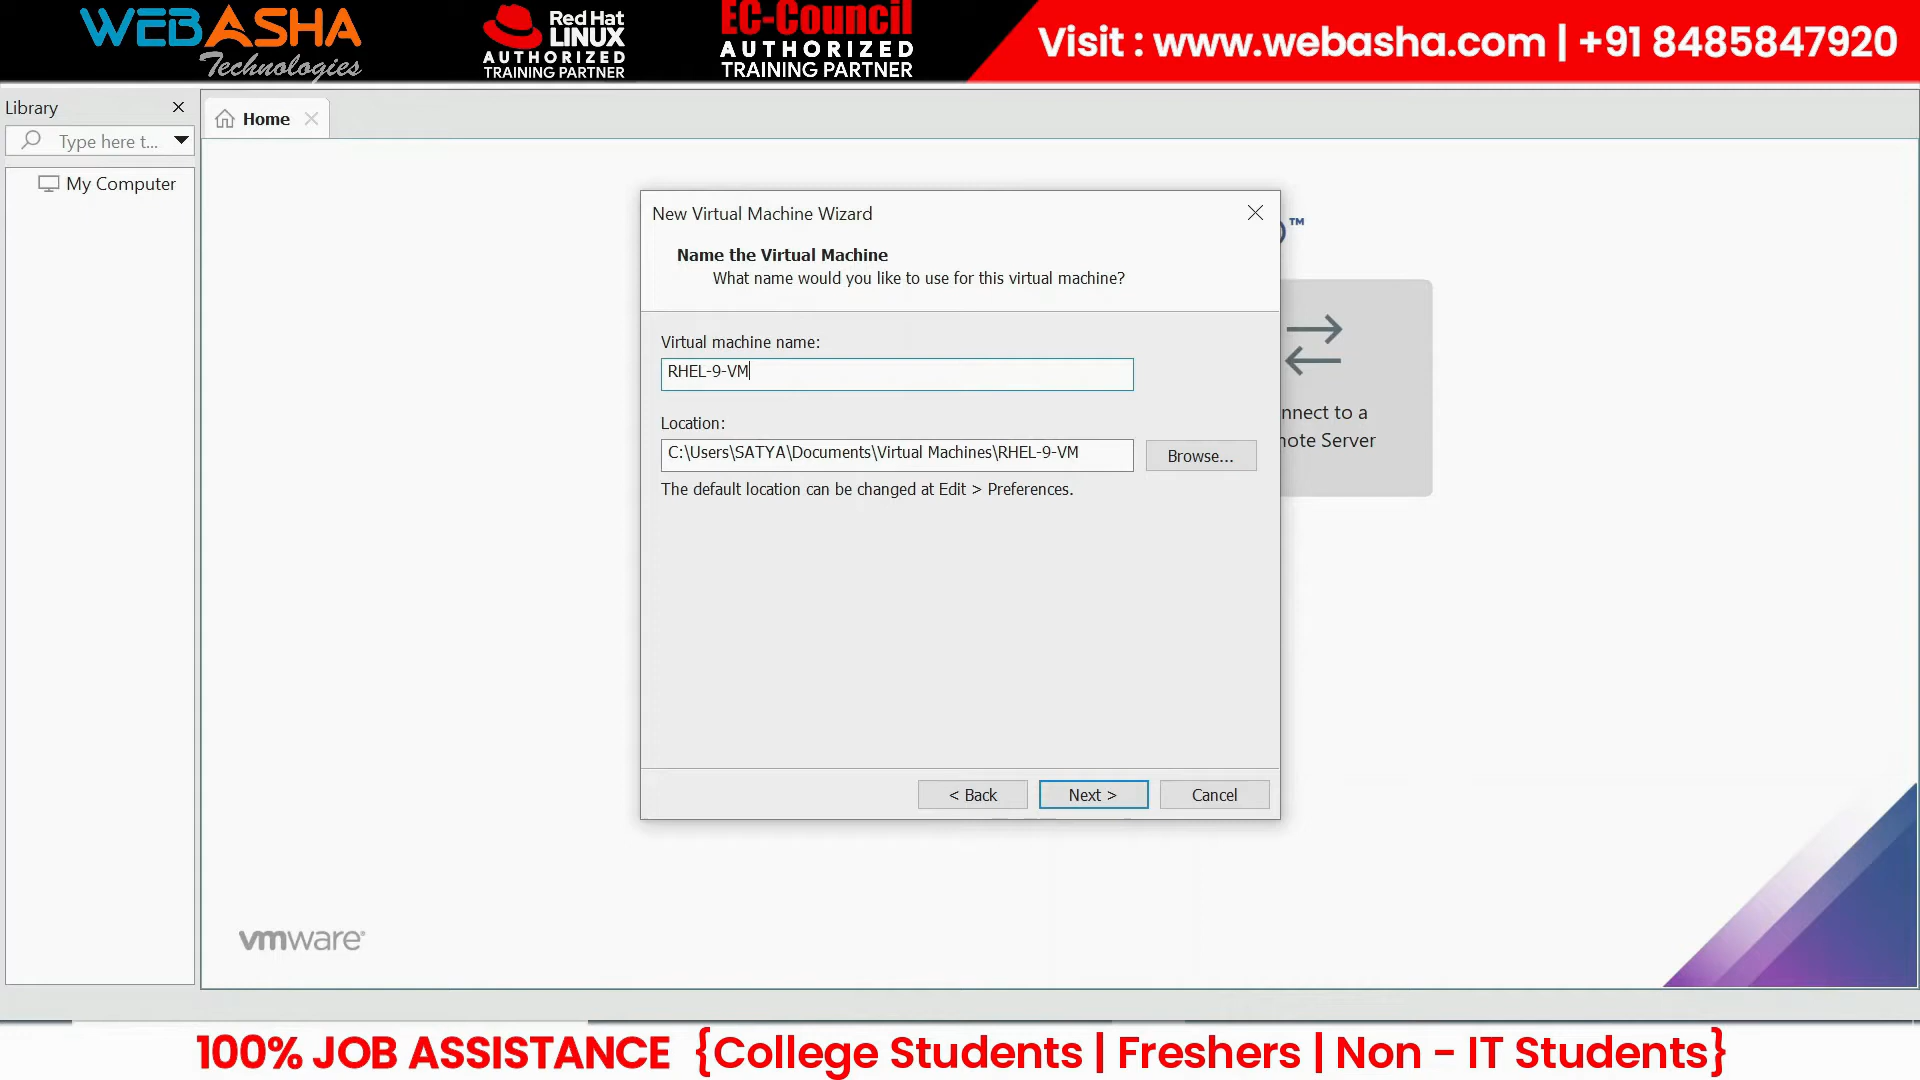 WEBASHA
Technologies
Red Hat
LINUX
AUTHORIZED
TRAINING PARTNER
EC-Council
AUTHORIZED
TRAINING PARTNER
Visit : www.webasha.com | +91 8485847920
Library
Home
Type here t...
My Computer
New Virtual Machine Wizard
Name the Virtual Machine
What name would you like to use for this virtual machine?
Virtual machine name:
RHEL-9-VM
Location:
C:\Users\SATYA\Documents\Virtual Machines\RHEL-9-VM
Browse...
The default location can be changed at Edit > Preferences.
< Back
Next >
Cancel
™
nnect to a
note Server
vmware®
100% JOB ASSISTANCE {College Students | Freshers | Non - IT Students}